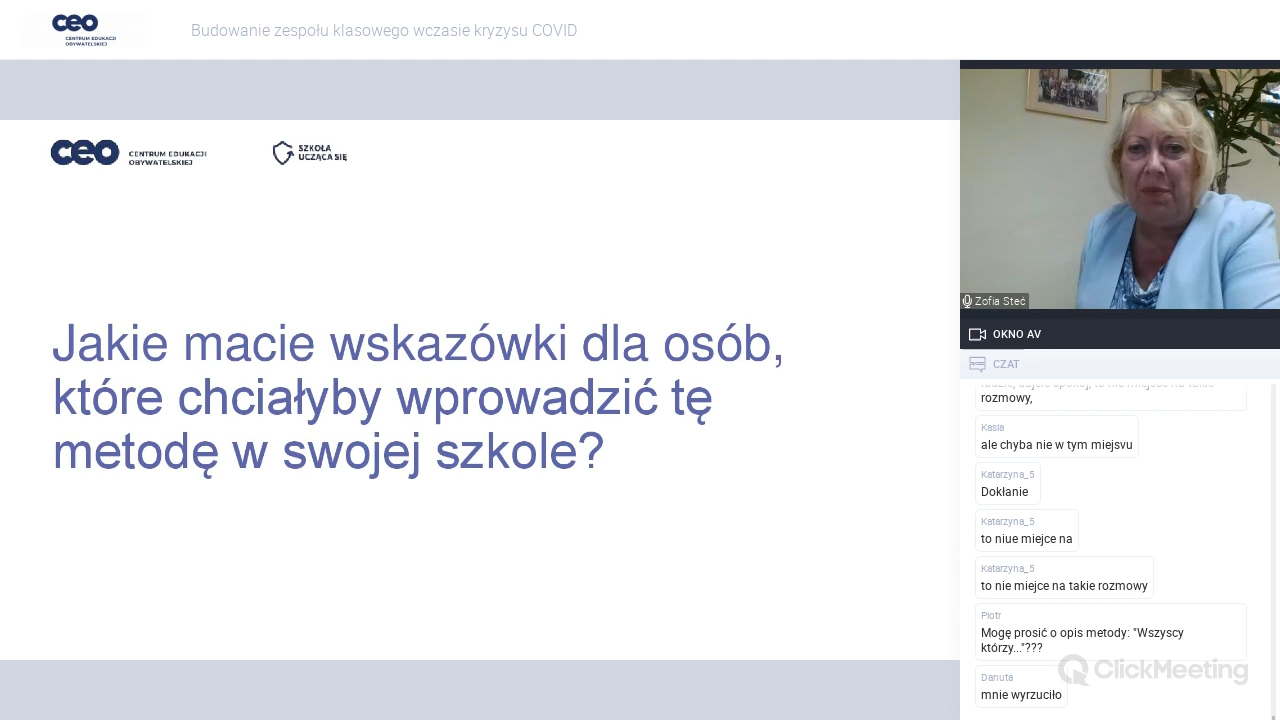 ceo
CENTRUM EDUKACJI
OBYWATELSKIEJ
Budowanie zespołu klasowego wczasie kryzysu COVID
ceo
CENTRUM EDUKACJI
OBYWATELSKIEJ
SZKOŁA
UCZĄCA SIĘ
Jakie macie wskazówki dla osób,
które chciałyby wprowadzić tę
metodę w swojej szkole?
Zofia Steć
OKNO AV
CZAT
rozmowy,
Kasia
ale chyba nie w tym miejsvu
Katarzyna_5
Dokłanie
Katarzyna_5
to niue miejce na
Katarzyna_5
to nie miejce na takie rozmowy
Piotr
Mogę prosić o opis metody: "Wszyscy
którzy..."???
ClickMeeting
Danuta
mnie wyrzuciło